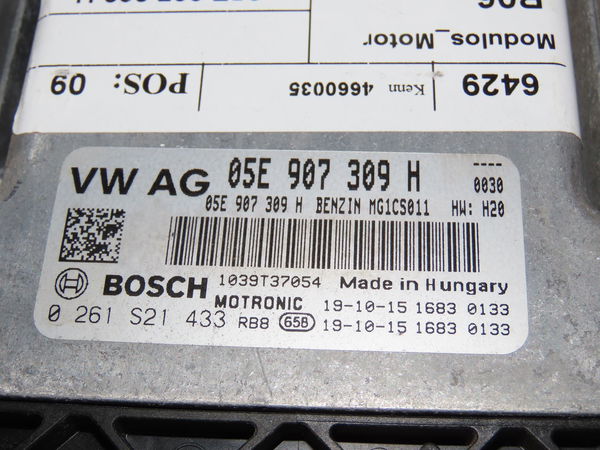 R06
Modulos_Motor
6429
Kenn 4660035
POS: 09
VW AG 05E 907 309 H ----
0030
05E 907 309 H BENZIN MG1CS011 HW: H20
BOSCH 1039T37054 Made in Hungary
MOTRONIC 19-10-15 1683 0133
0 261 S21 433 RB8 65B 19-10-15 1683 0133